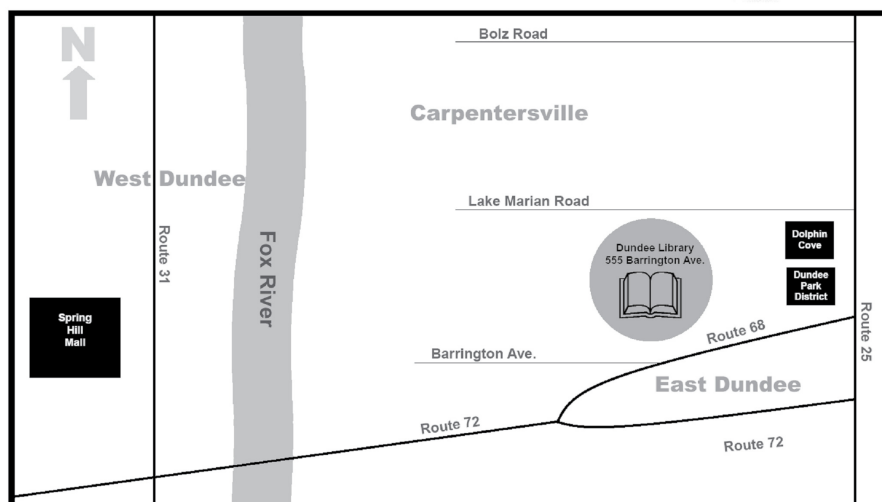 N
Bolz Road
Carpentersville
West Dundee
Lake Marian Road
Route 31
Fox River
Dundee Library
555 Barrington Ave.
Dolphin
Cove
Dundee
Park
District
Spring
Hill
Mall
Route 68
Route 25
Barrington Ave.
East Dundee
Route 72
Route 72